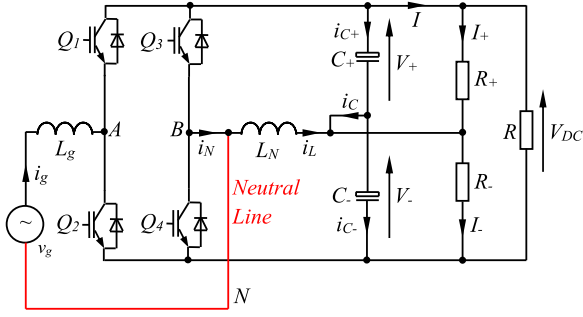 I
Q1
Q3
iC+
C+
V+
I+
R+
iC
A
B
Lg
iN
LN
iL
R
VDC
ig
Neutral
Line
Q2
Q4
C-
iC-
V-
R-
I-
~
vg
N